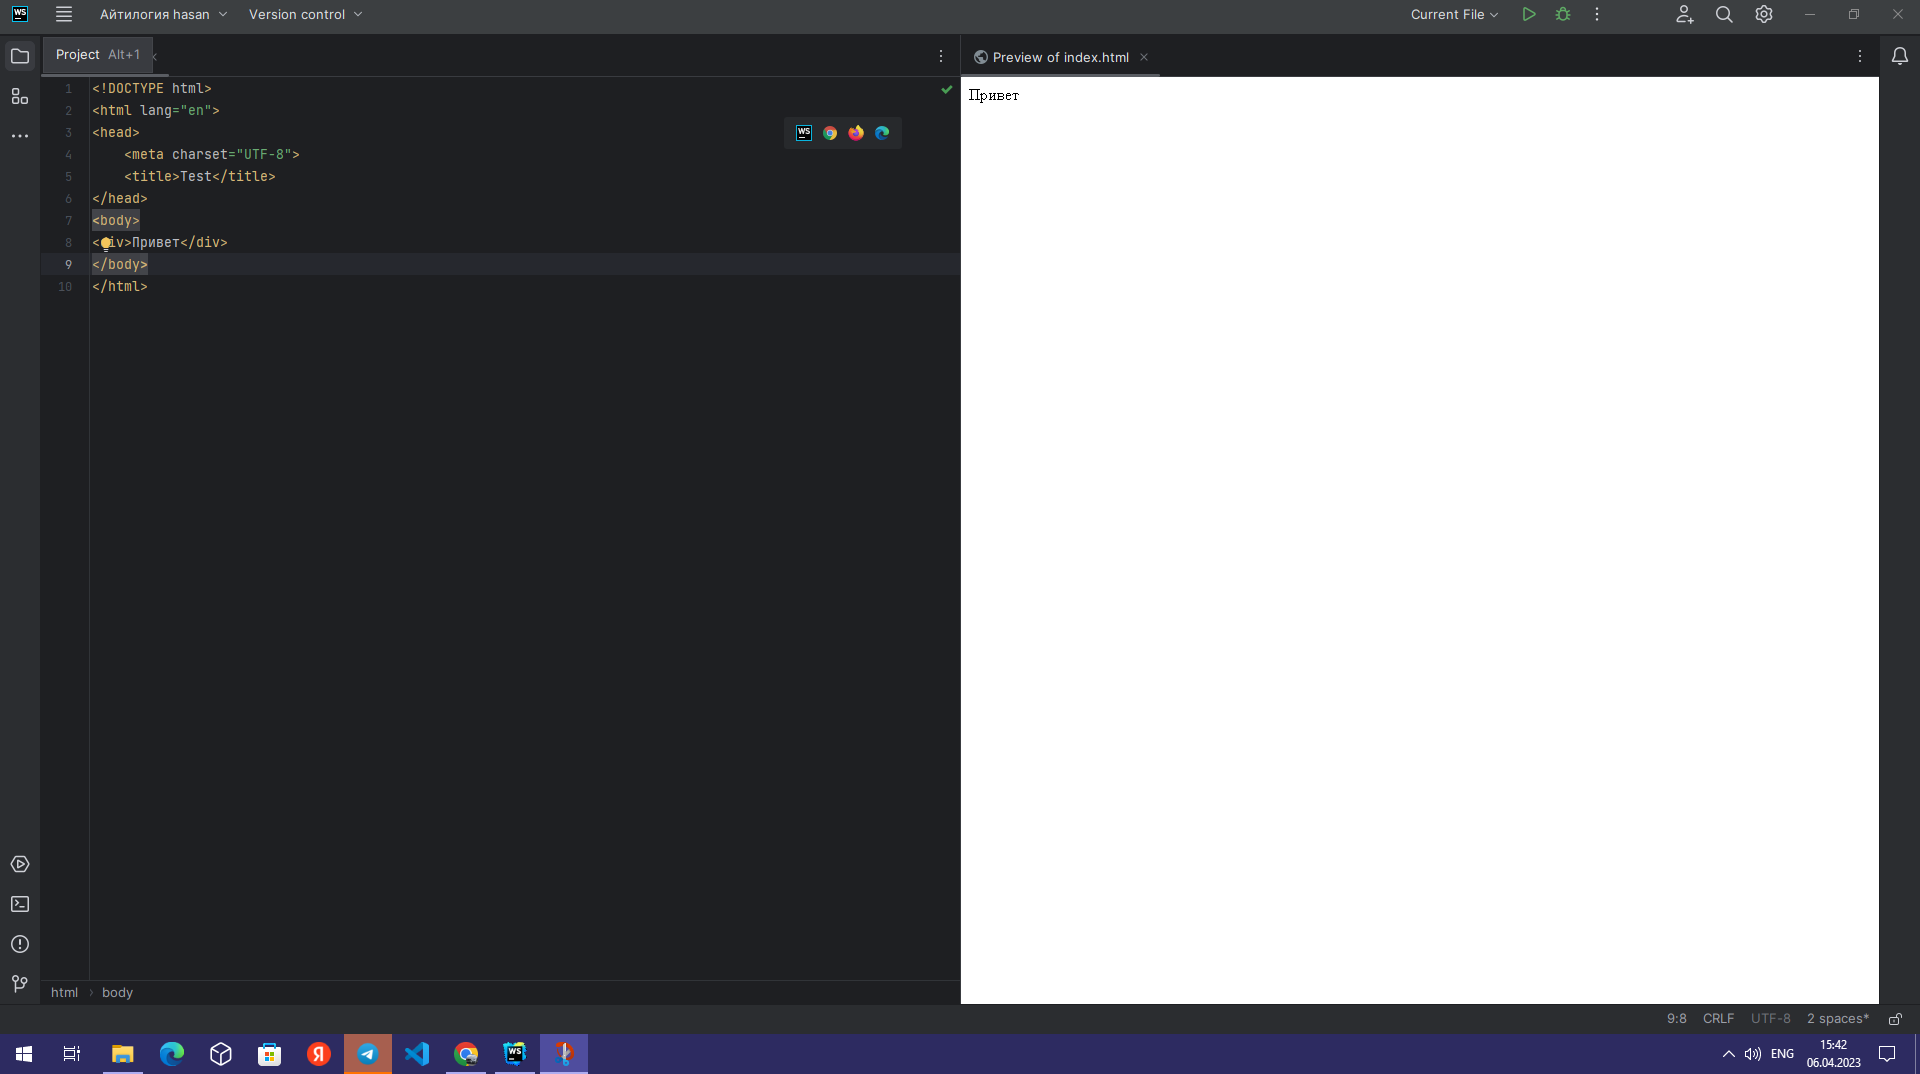 WS Айтилогия hasan Version control Current File
Project Alt+1
Preview of index.html
1 <!DOCTYPE html>
2 <html lang="en">
3 <head>
4 <meta charset="UTF-8">
5 <title>Test</title>
6 </head>
7 <body>
8 <div>Привет</div>
9 </body>
10 </html>
WS
Привет
html › body
9:8 CRLF UTF-8 2 spaces*
Я WS ENG 15:42
06.04.2023